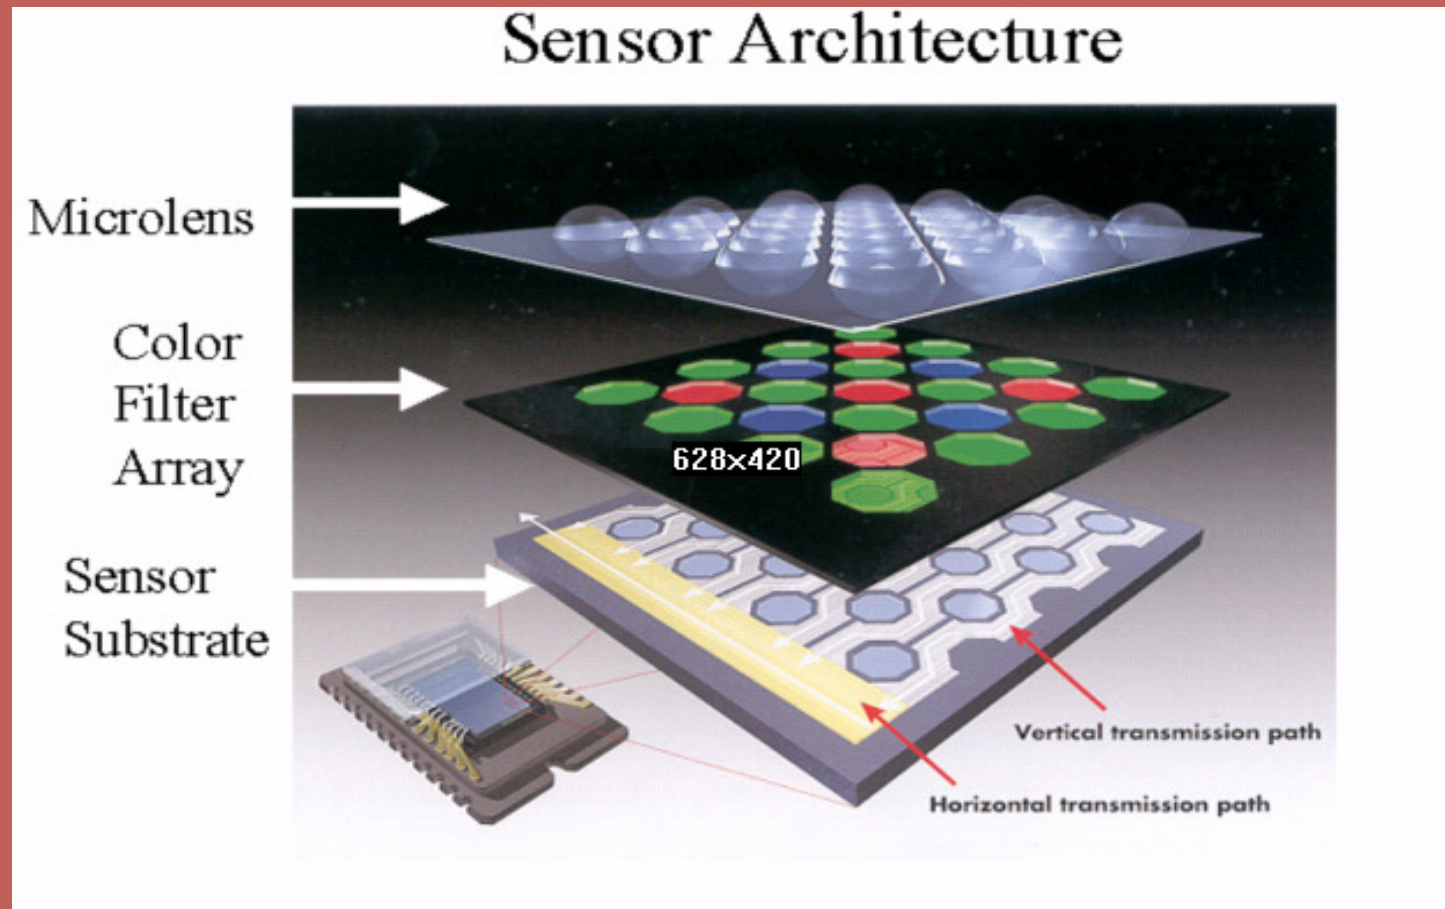 Sensor Architecture
Microlens
Color
Filter
Array
628x420
Sensor
Substrate
Vertical transmission path
Horizontal transmission path